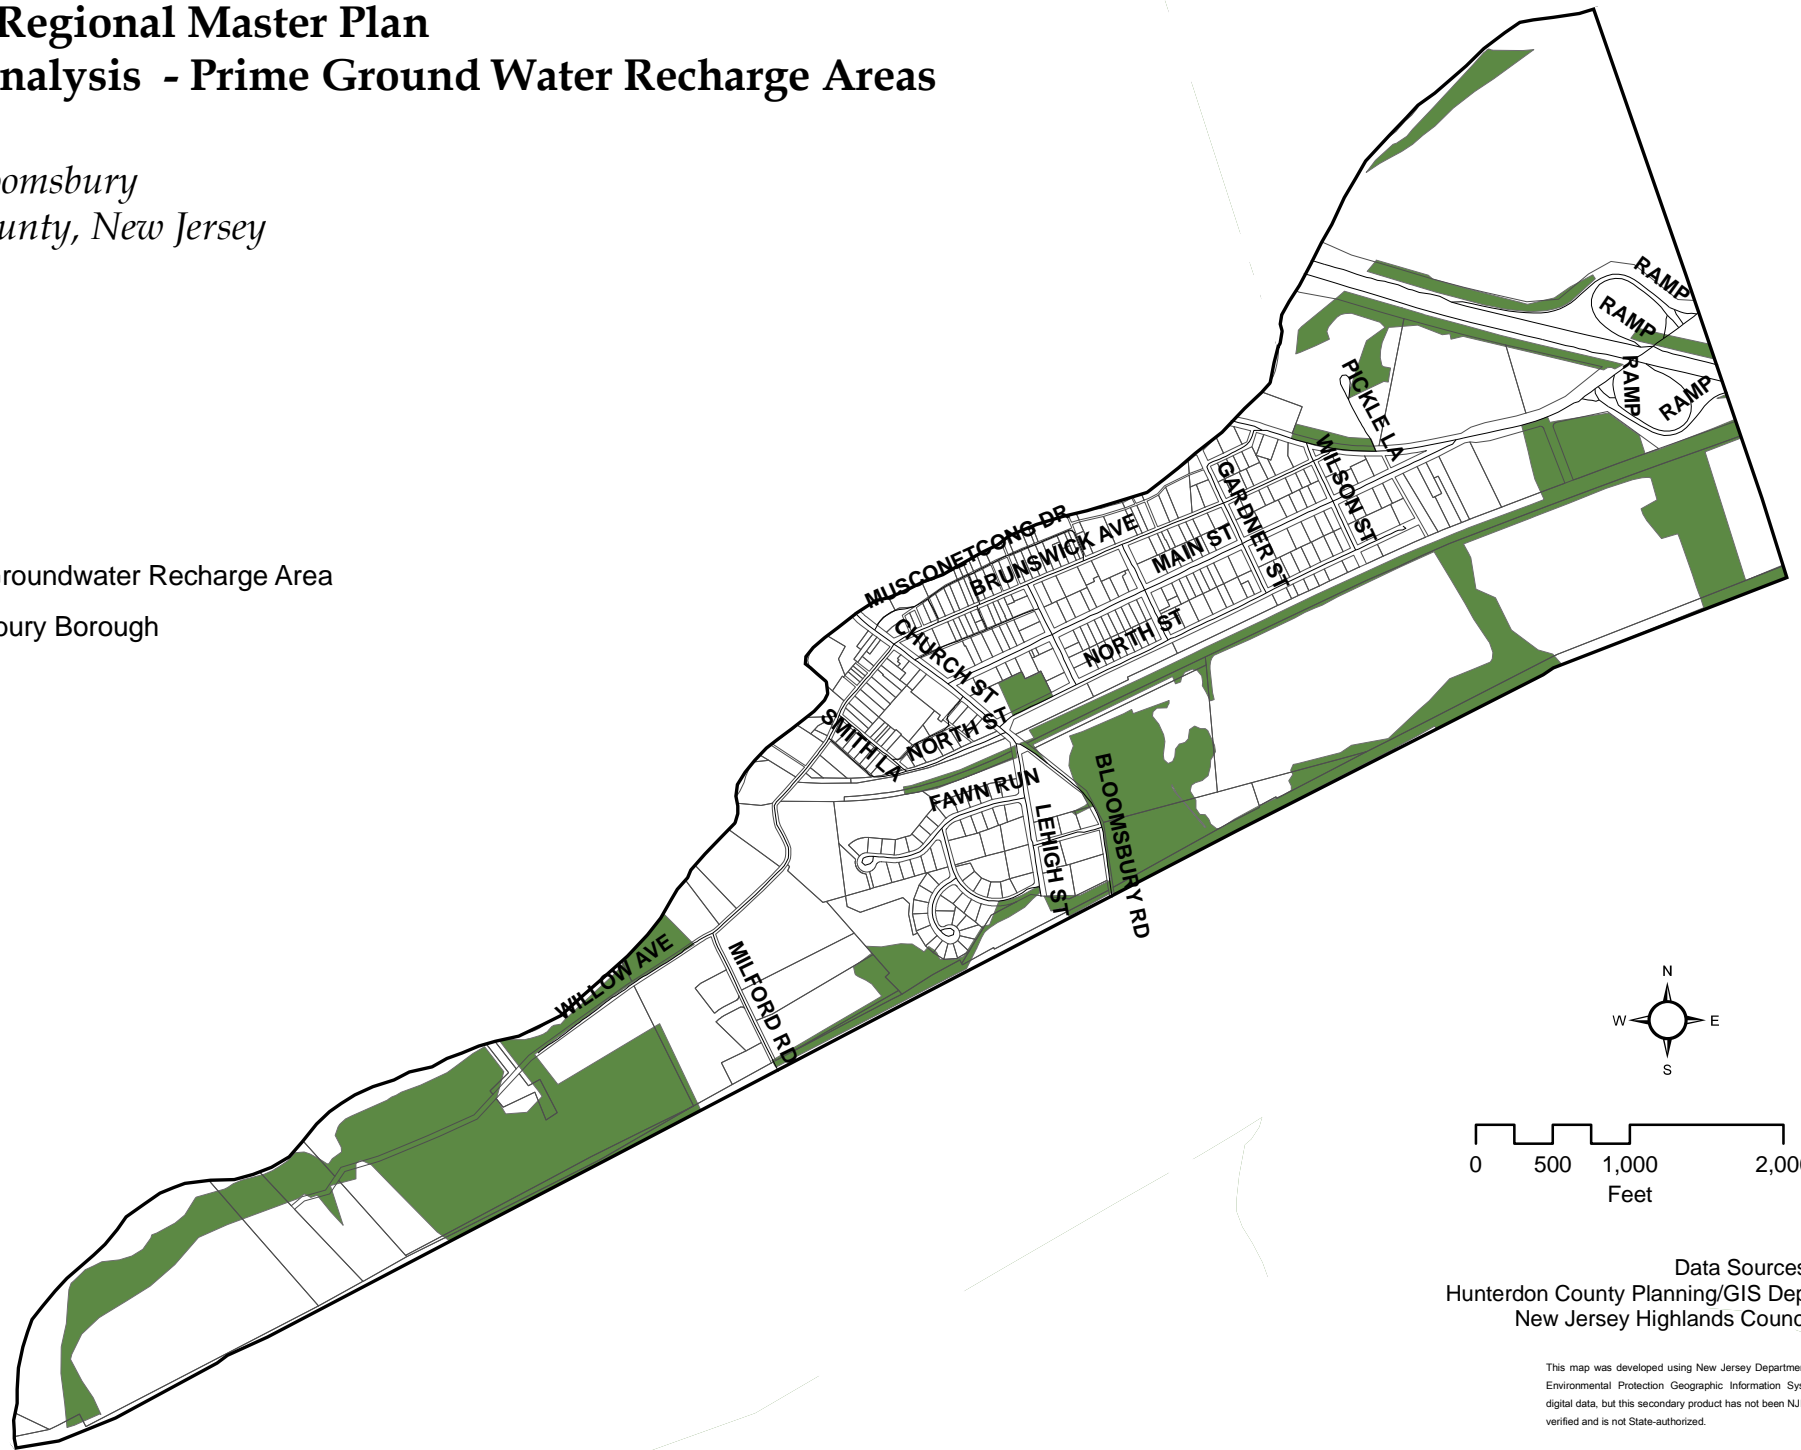 Regional Master Plan
nalysis - Prime Ground Water Recharge Areas
oomsbury
unty, New Jersey
RAMP
RAMP
RAMP
RAMP
PICKLE LA
WILSON ST
GARDNER ST
MUSCONETCONG DR
BRUNSWICK AVE
MAIN ST
roundwater Recharge Area
bury Borough
NORTH ST
CHURCH ST
SMITH LA
NORTH ST
FAWN RUN
LEHIGH ST
BLOOMSBURY RD
WILLOW AVE
MILFORD RD
N
W E
S
0 500 1,000 2,000
Feet
Data Sources
Hunterdon County Planning/GIS Dep
New Jersey Highlands Counc
This map was developed using New Jersey Departmen
Environmental Protection Geographic Information Sys
digital data, but this secondary product has not been NJ
verified and is not State-authorized.